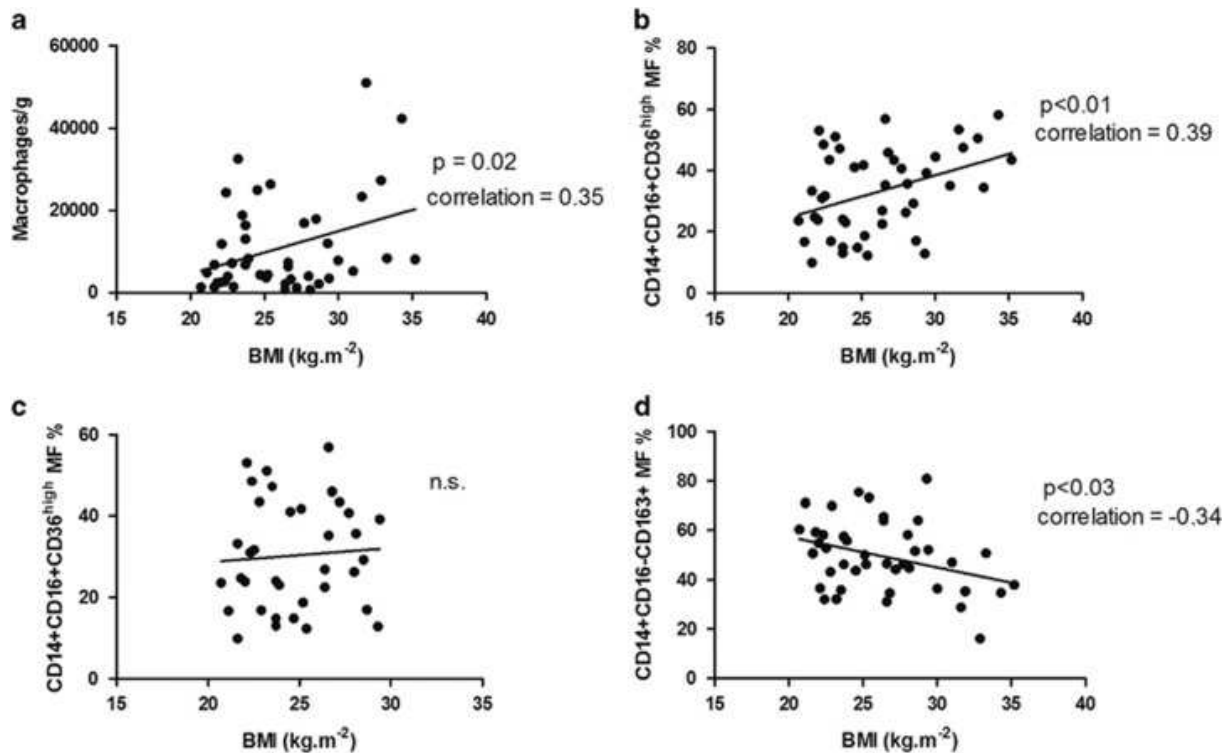 a
60000
40000
20000
0
Macrophages/g
p = 0.02
correlation = 0.35
15 20 25 30 35 40
BMI (kg.m⁻²)
b
80
60
40
20
0
CD14+CD16+CD36ʰⁱᵍʰ MF %
p<0.01
correlation = 0.39
15 20 25 30 35 40
BMI (kg.m⁻²)
c
60
40
20
0
CD14+CD16+CD36ʰⁱᵍʰ MF %
n.s.
15 20 25 30 35
BMI (kg.m⁻²)
d
100
80
60
40
20
0
CD14+CD16-CD163+ MF %
p<0.03
correlation = -0.34
15 20 25 30 35 40
BMI (kg.m⁻²)